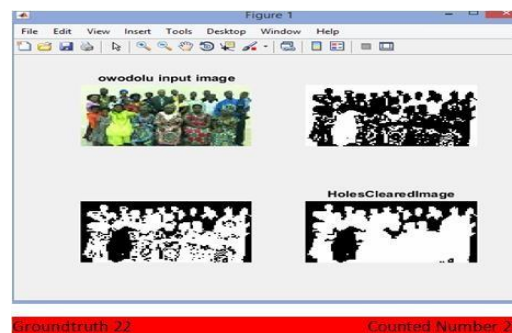 Figure 1
File Edit View Insert Tools Desktop Window Help
owodolu input image
HolesClearedImage
Groundtruth 22 Counted Number 2